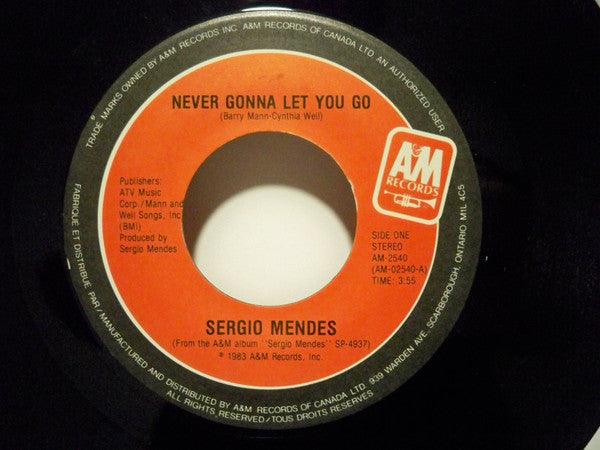 TRADE MARKS OWNED BY A&M RECORDS INC. A&M RECORDS OF CANADA LTD. AN AUTHORIZED USER
NEVER GONNA LET YOU GO
(Barry Mann-Cynthia Weil)
A&M
RECORDS
Publishers:
ATV Music
Corp./Mann and
Weil Songs, Inc.
(BMI)
Produced by
Sergio Mendes
SIDE ONE
STEREO
AM-2540
(AM-02540-A)
TIME: 3:55
SERGIO MENDES
(From the A&M album ''Sergio Mendes'' SP-4937)
℗ 1983 A&M Records, Inc.
FABRIQUE ET DISTRIBUE PAR/MANUFACTURED AND DISTRIBUTED BY A&M RECORDS OF CANADA LTD. 939 WARDEN AVE. SCARBOROUGH, ONTARIO. M1L 4C5
ALL RIGHTS RESERVED/TOUS DROITS RESERVES